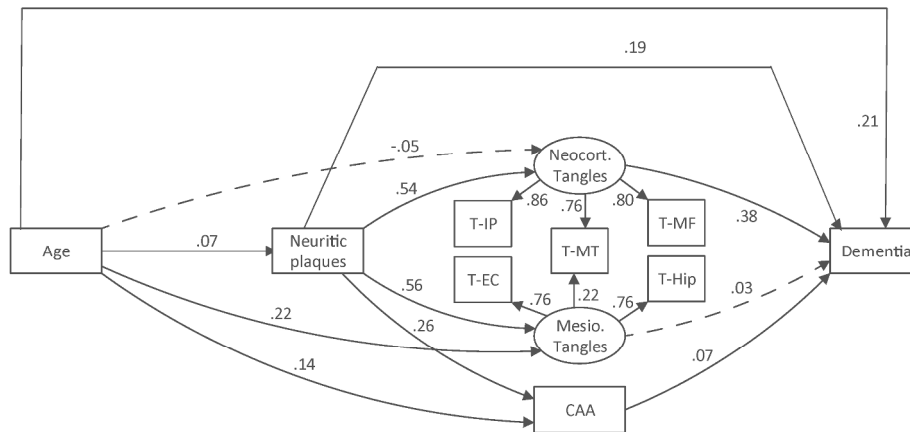 .19
.21
-.05
Neocort.
Tangles
.54
.86
.76
.80
.38
T-IP
T-MF
Age
.07
Neuritic
plaques
T-MT
Dementia
T-EC
T-Hip
.56
.76
.22
.76
.03
.22
.26
Mesio.
Tangles
.14
.07
CAA